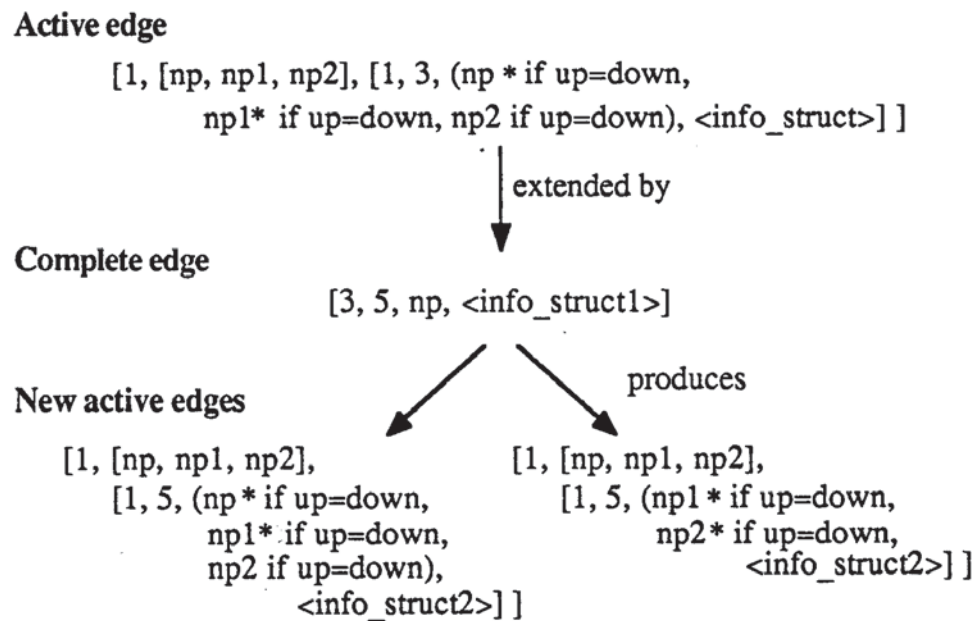 Active edge
[1, [np, np1, np2], [1, 3, (np * if up=down,
np1* if up=down, np2 if up=down), <info_struct>] ]
extended by
Complete edge
[3, 5, np, <info_struct1>]
produces
New active edges
[1, [np, np1, np2],
[1, 5, (np * if up=down,
np1* if up=down,
np2 if up=down),
<info_struct2>] ]
[1, [np, np1, np2],
[1, 5, (np1 * if up=down,
np2* if up=down,
<info_struct2>] ]